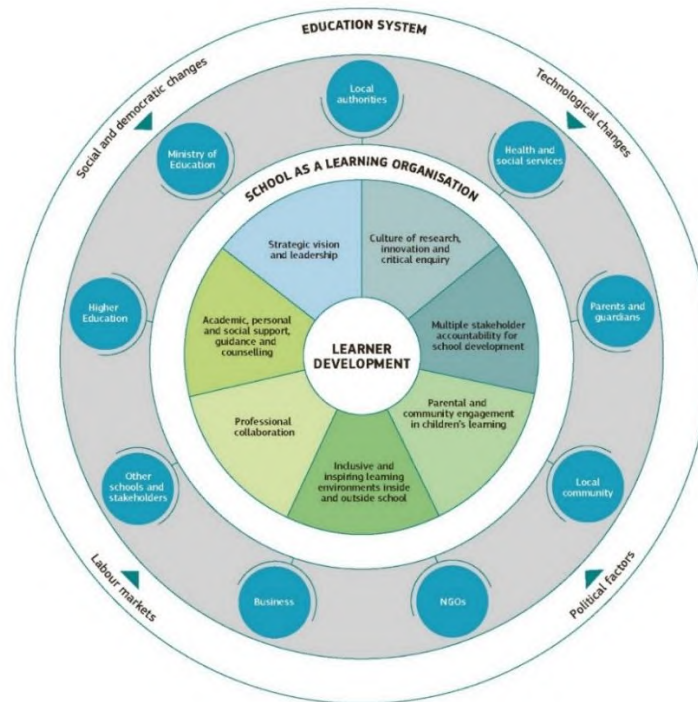 EDUCATION SYSTEM
Social and democratic changes
Technological changes
Local
authorities
Ministry of
Education
Health and
social services
SCHOOL AS A LEARNING ORGANISATION
Strategic vision
and leadership
Culture of research,
innovation and
critical enquiry
Higher
Education
Parents and
guardians
Academic, personal
and social support,
guidance and
counselling
LEARNER
DEVELOPMENT
Multiple stakeholder
accountability for
school development
Professional
collaboration
Parental and
community engagement
in children's learning
Inclusive and
inspiring learning
environments inside
and outside school
Other
schools and
stakeholders
Local
community
Business
NGOs
Labour markets
Political factors